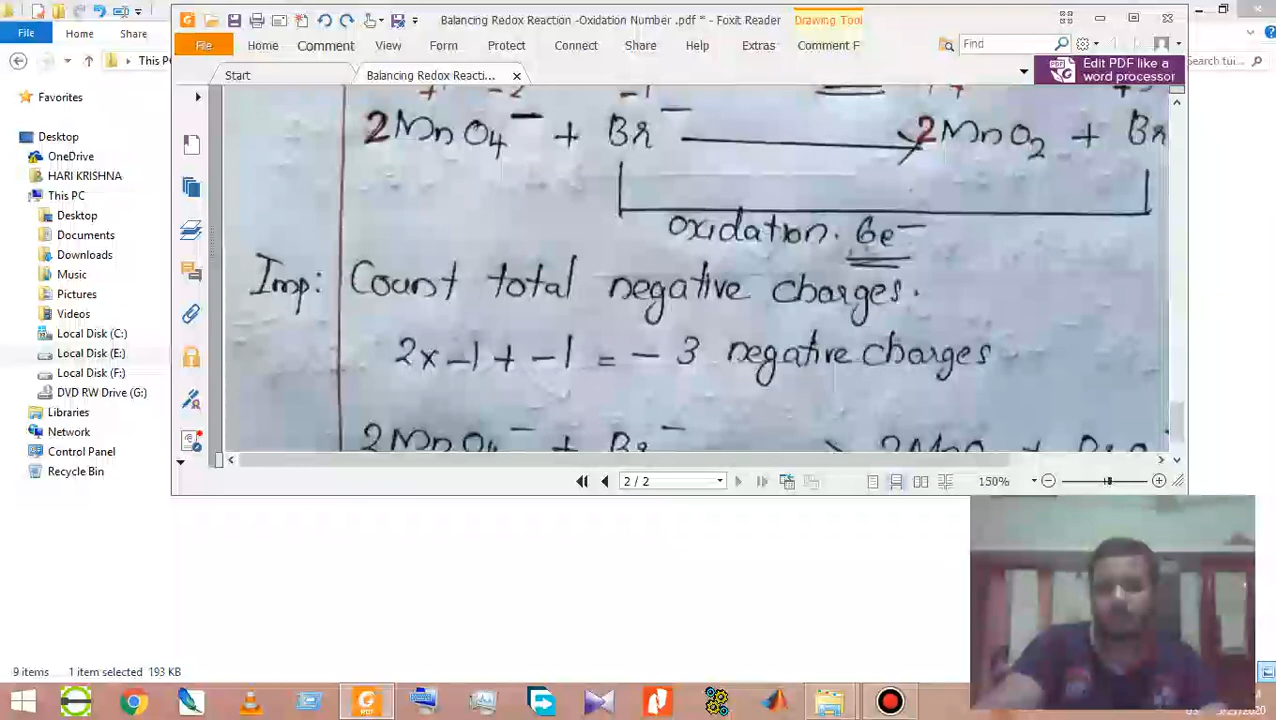 Balancing Redox Reaction -Oxidation Number .pdf * - Foxit Reader
Drawing Tool
File Home Comment View Form Protect Connect Share Help Extras Comment F
Find
Start
Balancing Redox Reacti...
Edit PDF like a
word processor
File Home Share
This P
Search tui...
Favorites
Desktop
OneDrive
HARI KRISHNA
This PC
Desktop
Documents
Downloads
Music
Pictures
Videos
Local Disk (C:)
Local Disk (E:)
Local Disk (F:)
DVD RW Drive (G:)
Libraries
Network
Control Panel
Recycle Bin
2MnO4⁻ + Br⁻ → 2MnO2 + Br
oxidation. 6e⁻
Imp: Count total negative charges.
2x -1 + -1 = - 3 negative charges
2 / 2
150%
9 items 1 item selected 193 KB